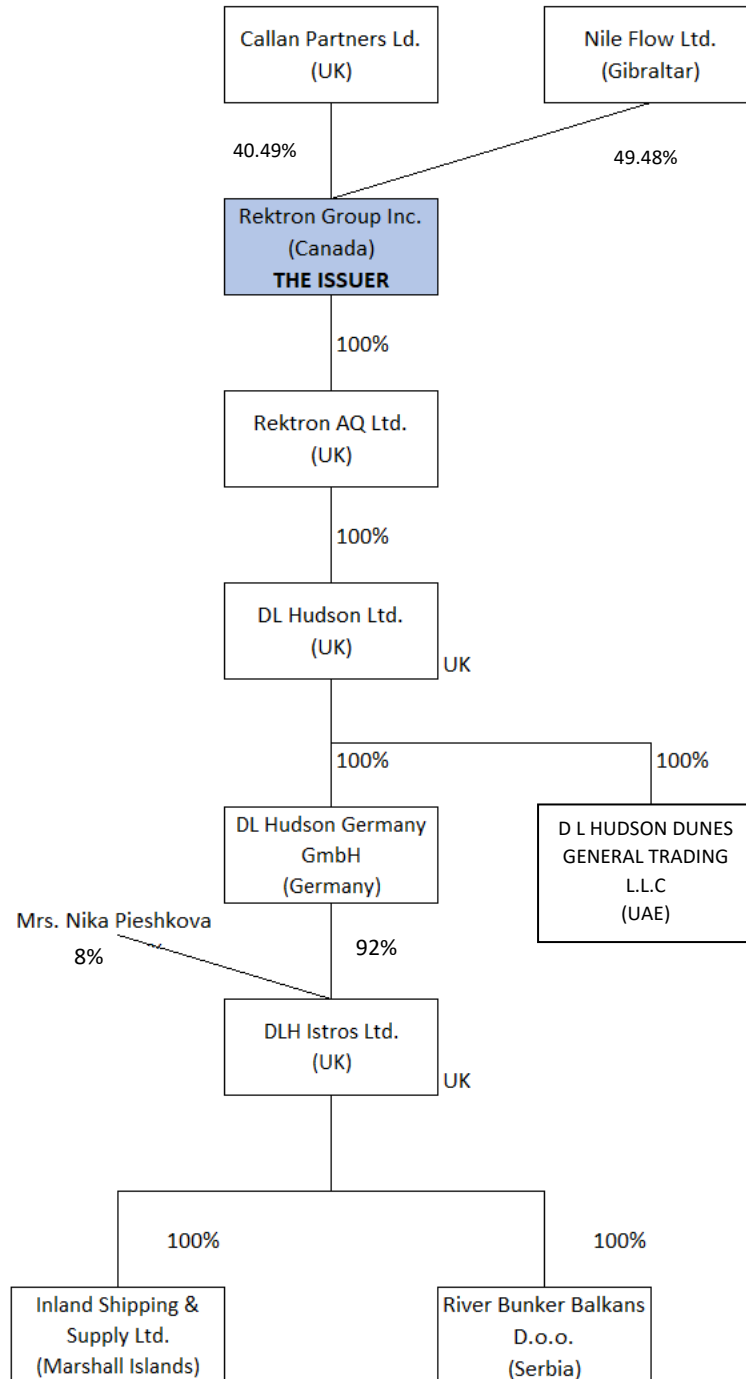 Callan Partners Ld.
(UK)
Nile Flow Ltd.
(Gibraltar)
40.49%
49.48%
Rektron Group Inc.
(Canada)
THE ISSUER
100%
Rektron AQ Ltd.
(UK)
100%
DL Hudson Ltd.
(UK)
UK
100%
100%
DL Hudson Germany
GmbH
(Germany)
D L HUDSON DUNES
GENERAL TRADING
L.L.C
(UAE)
Mrs. Nika Pieshkova
8%
92%
DLH Istros Ltd.
(UK)
UK
100%
100%
Inland Shipping &
Supply Ltd.
(Marshall Islands)
River Bunker Balkans
D.o.o.
(Serbia)